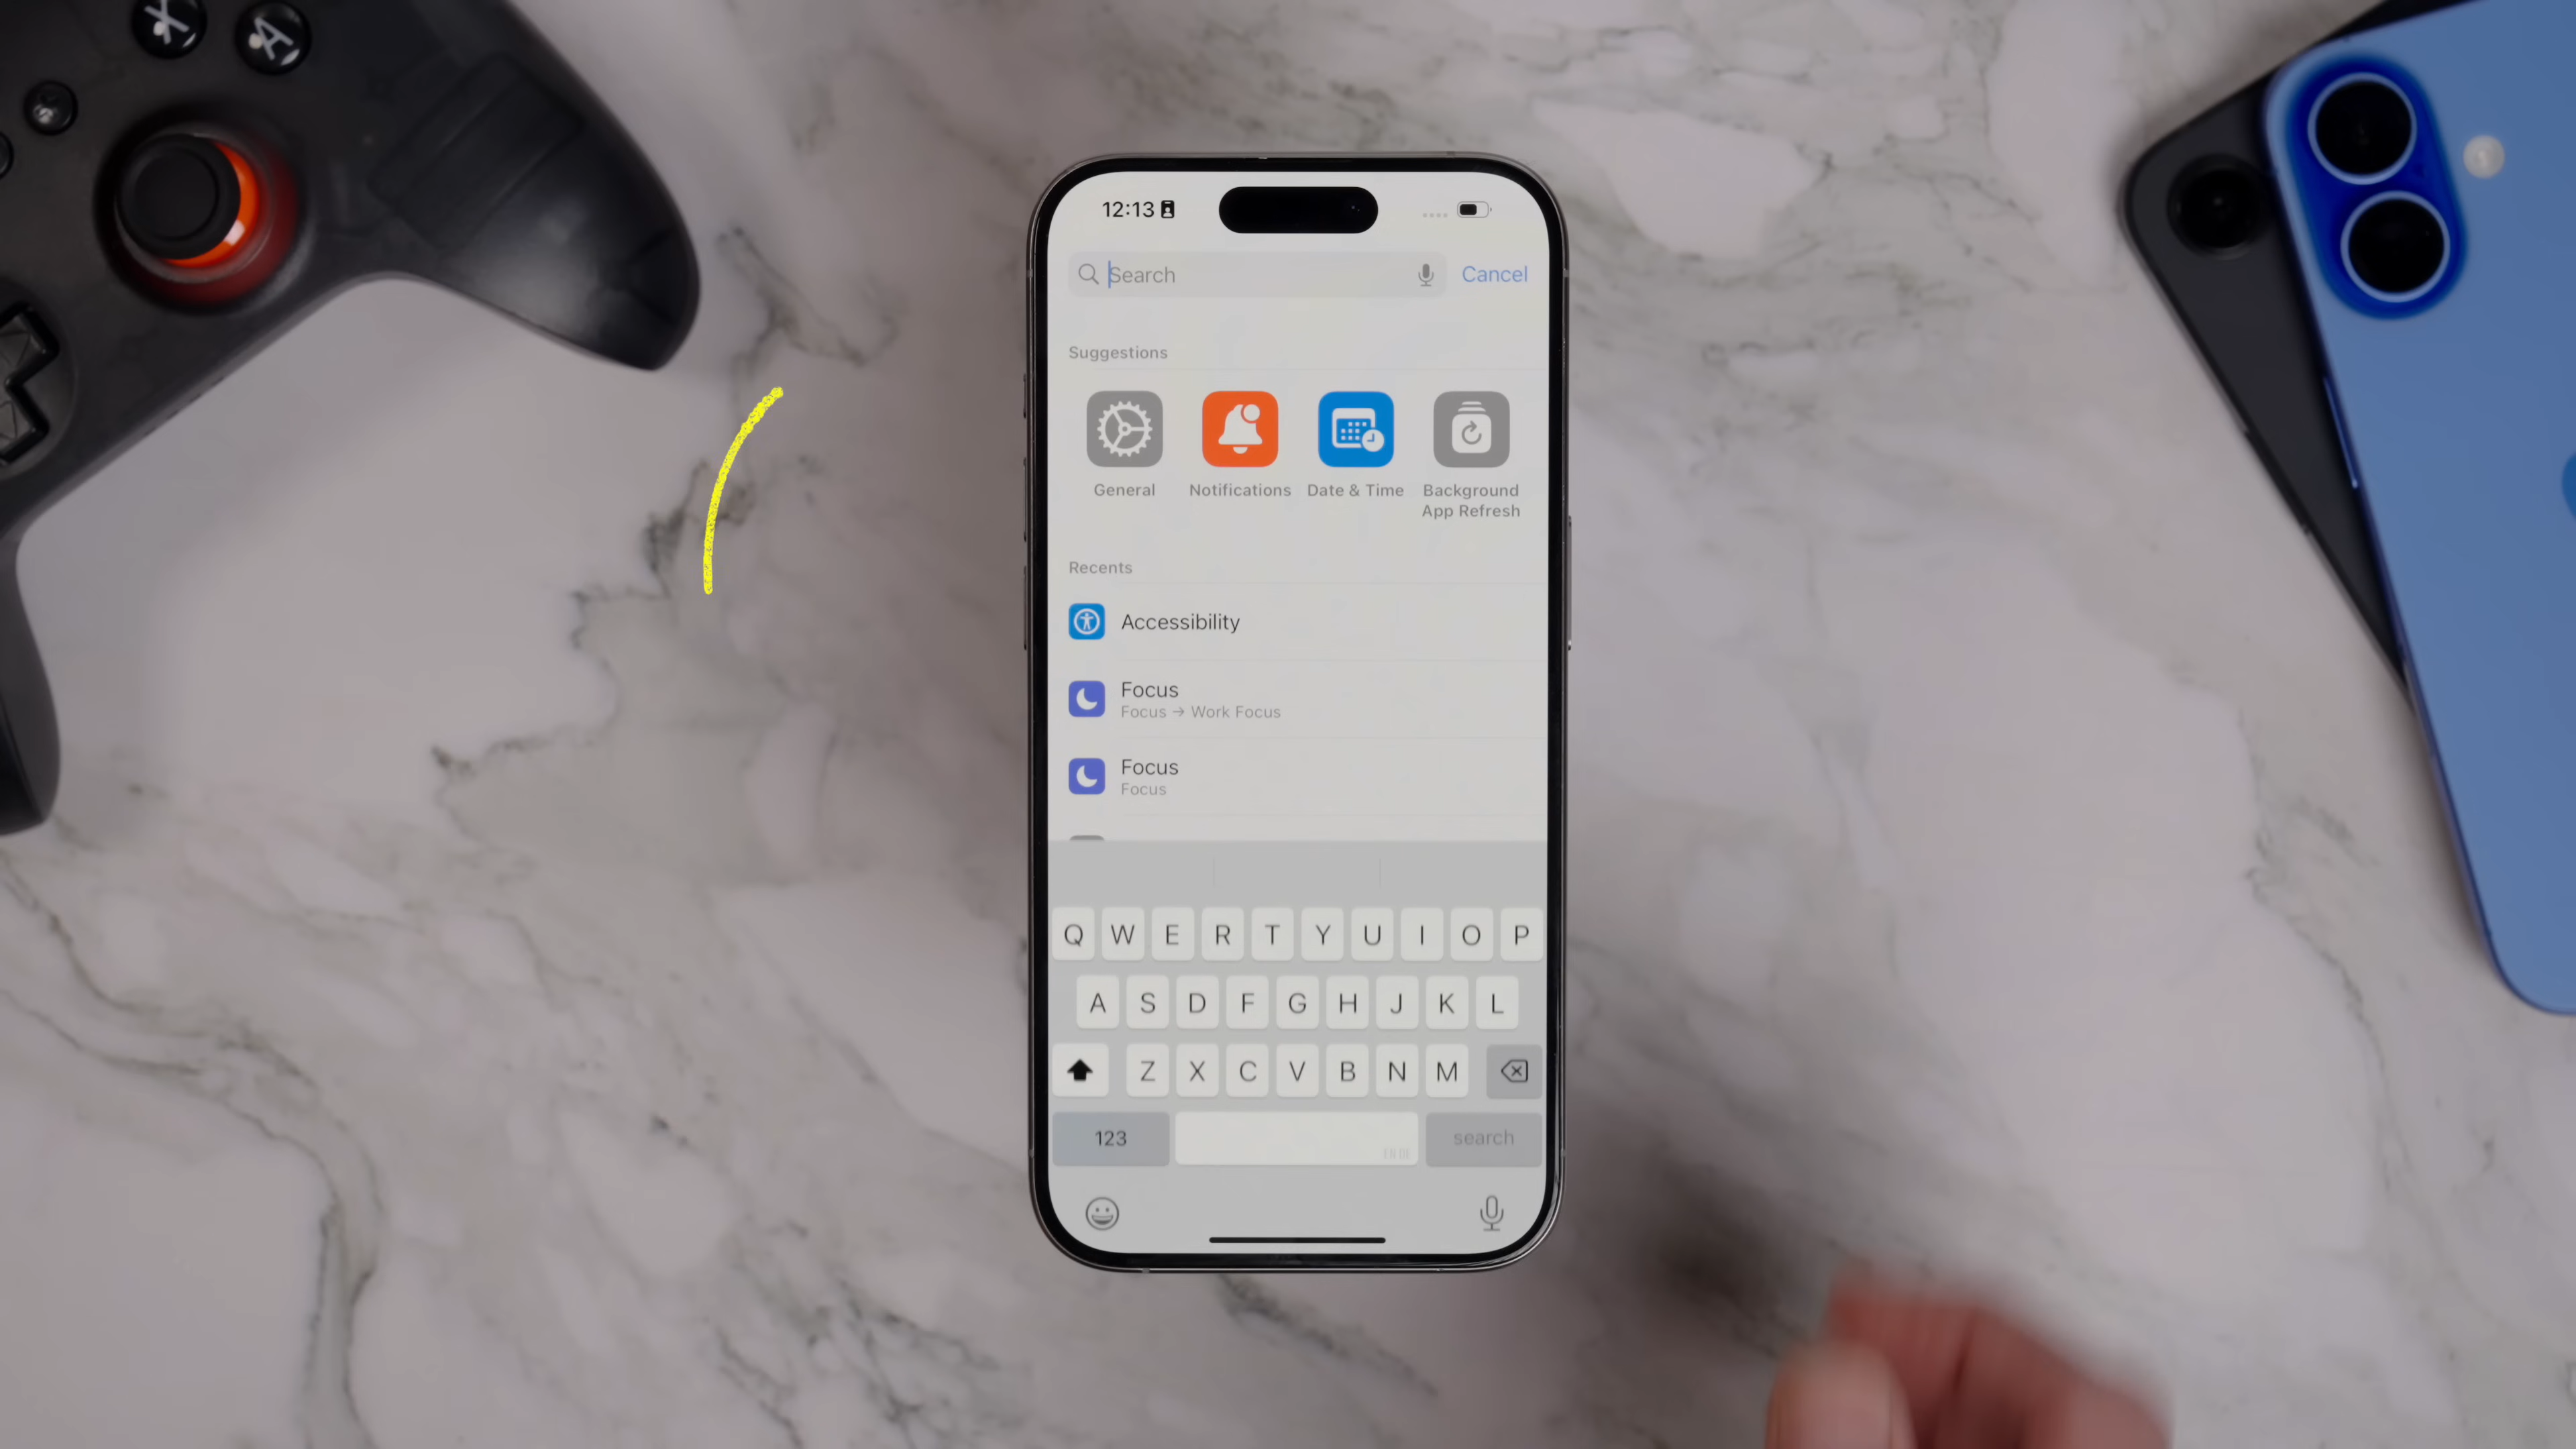 X
A
12:13
Search
Cancel
Suggestions
General
Notifications
Date & Time
Background
App Refresh
Recents
Accessibility
Focus
Focus → Work Focus
Focus
Focus
Q W E R T Y U I O P
A S D F G H J K L
Z X C V B N M
123
search